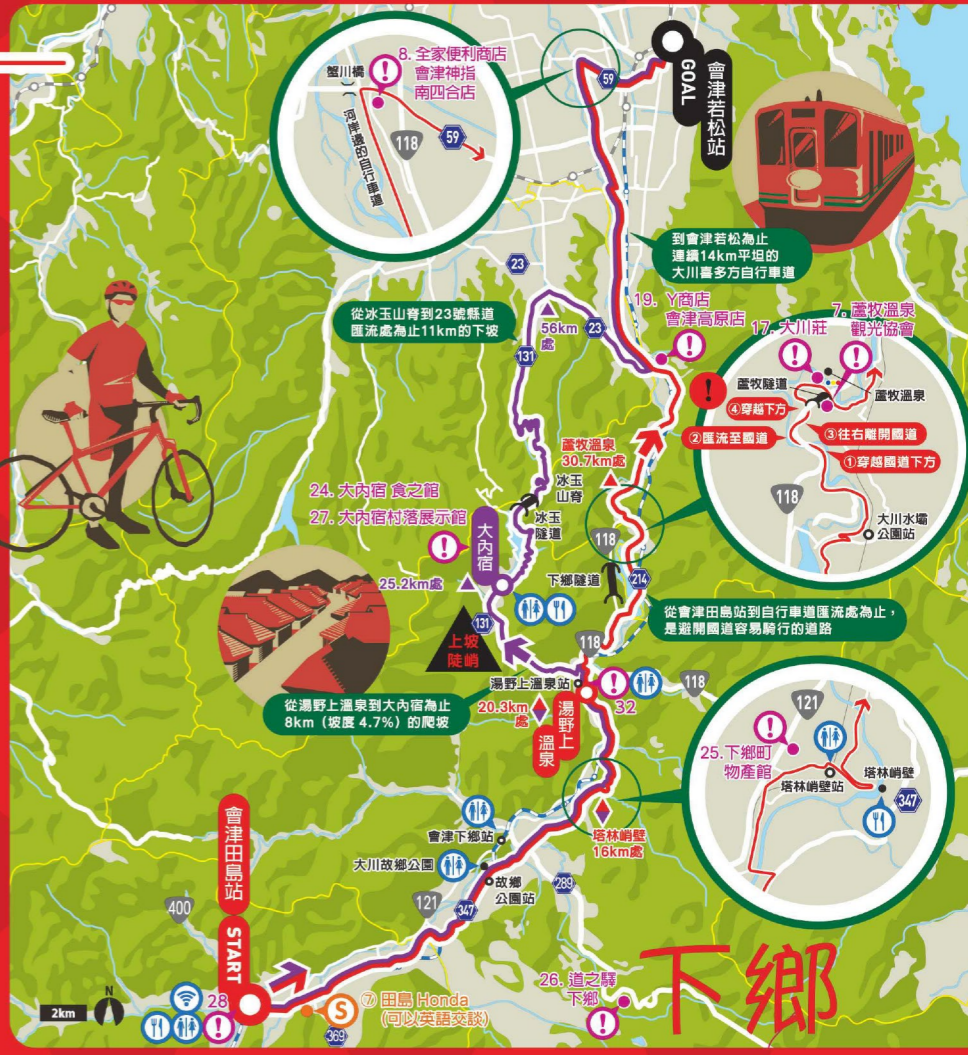 8. 全家便利商店
會津神指
南四合店
蟹川橋
河岸邊的自行車道
118
59
59
GOAL
會津若松站
到會津若松為止
連續14km平坦的
大川喜多方自行車道
23
從冰玉山脊到23號縣道
匯流處為止11km的下坡
131
56km
處
23
19. Y商店
會津高原店
17. 大川莊
7. 蘆牧溫泉
觀光協會
蘆牧隧道
蘆牧溫泉
④穿越下方
②匯流至國道
③往右離開國道
①穿越國道下方
118
大川水壩
公園站
蘆牧溫泉
30.7km處
冰玉
山脊
冰玉
隧道
24. 大內宿 食之館
27. 大內宿村落展示館
大內宿
25.2km處
118
下鄉隧道
214
131
上坡
陡峭
從會津田島站到自行車道匯流處為止,
是避開國道容易騎行的道路
118
湯野上溫泉站
118
32
20.3km
處
湯野上
溫泉
從湯野上溫泉到大內宿為止
8km(坡度 4.7%)的爬坡
121
25.下鄉町
物產館
塔林峭壁站
塔林峭壁
347
塔林峭壁
16km處
會津下鄉站
大川故鄉公園
故鄉
公園站
289
121
347
400
會津田島站
START
28
2km
N
S
⑦ 田島 Honda
(可以英語交談)
369
26. 道之驛
下鄉
下鄉